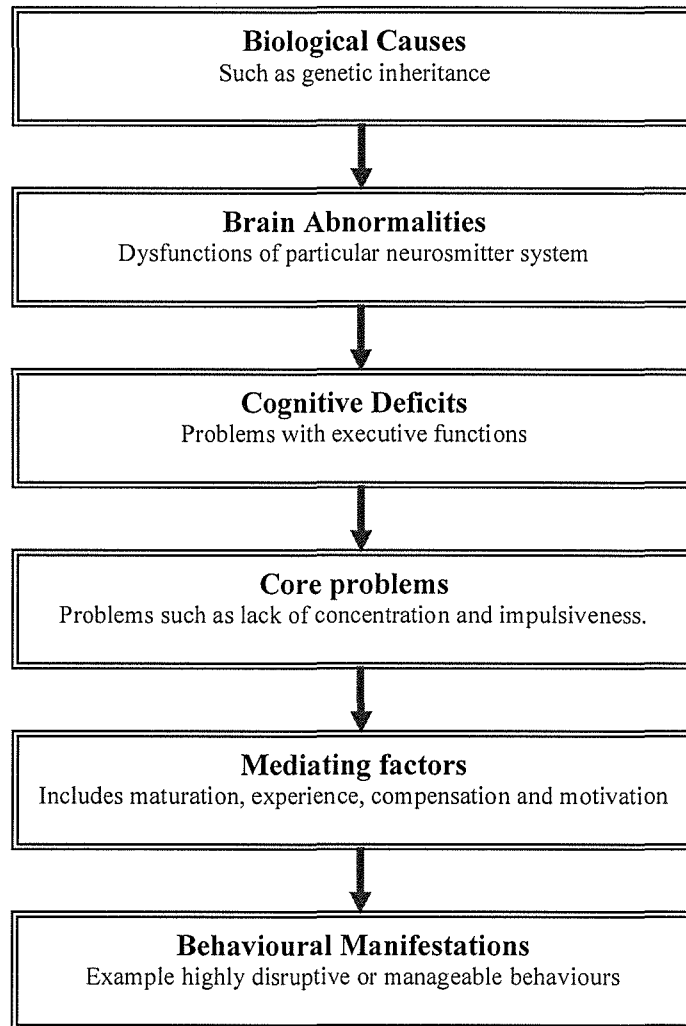 Biological Causes
Such as genetic inheritance
Brain Abnormalities
Dysfunctions of particular neurosmitter system
Cognitive Deficits
Problems with executive functions
Core problems
Problems such as lack of concentration and impulsiveness.
Mediating factors
Includes maturation, experience, compensation and motivation
Behavioural Manifestations
Example highly disruptive or manageable behaviours